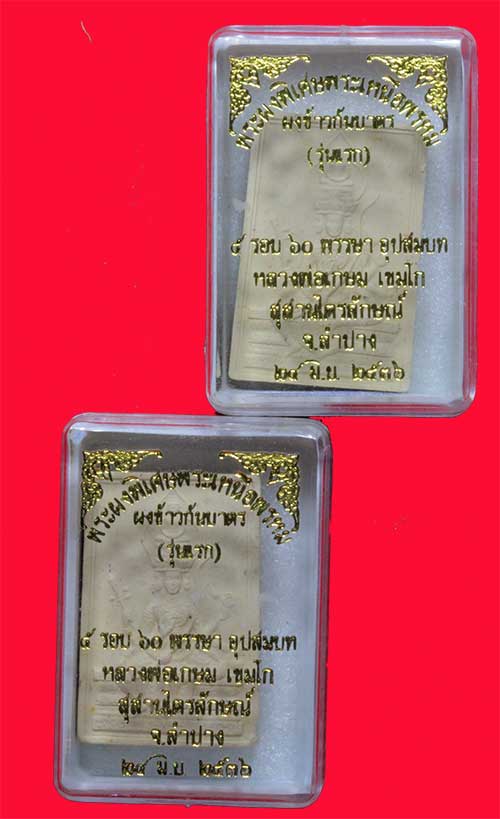 พระผงพิเศษพระเหนือพรหม
ผงข้าวก้นบาตร
(รุ่นแรก)
๕ รอบ ๖๐ พรรษา อุปสมบท
หลวงพ่อเกษม เขมโก
สุสานไตรลักษณ์
จ.ลำปาง
๒๘ มิ.ย. ๒๕๓๖
พระผงพิเศษพระเหนือพรหม
ผงข้าวก้นบาตร
(รุ่นแรก)
๕ รอบ ๖๐ พรรษา อุปสมบท
หลวงพ่อเกษม เขมโก
สุสานไตรลักษณ์
จ.ลำปาง
๒๘ มิ.ย. ๒๕๓๖